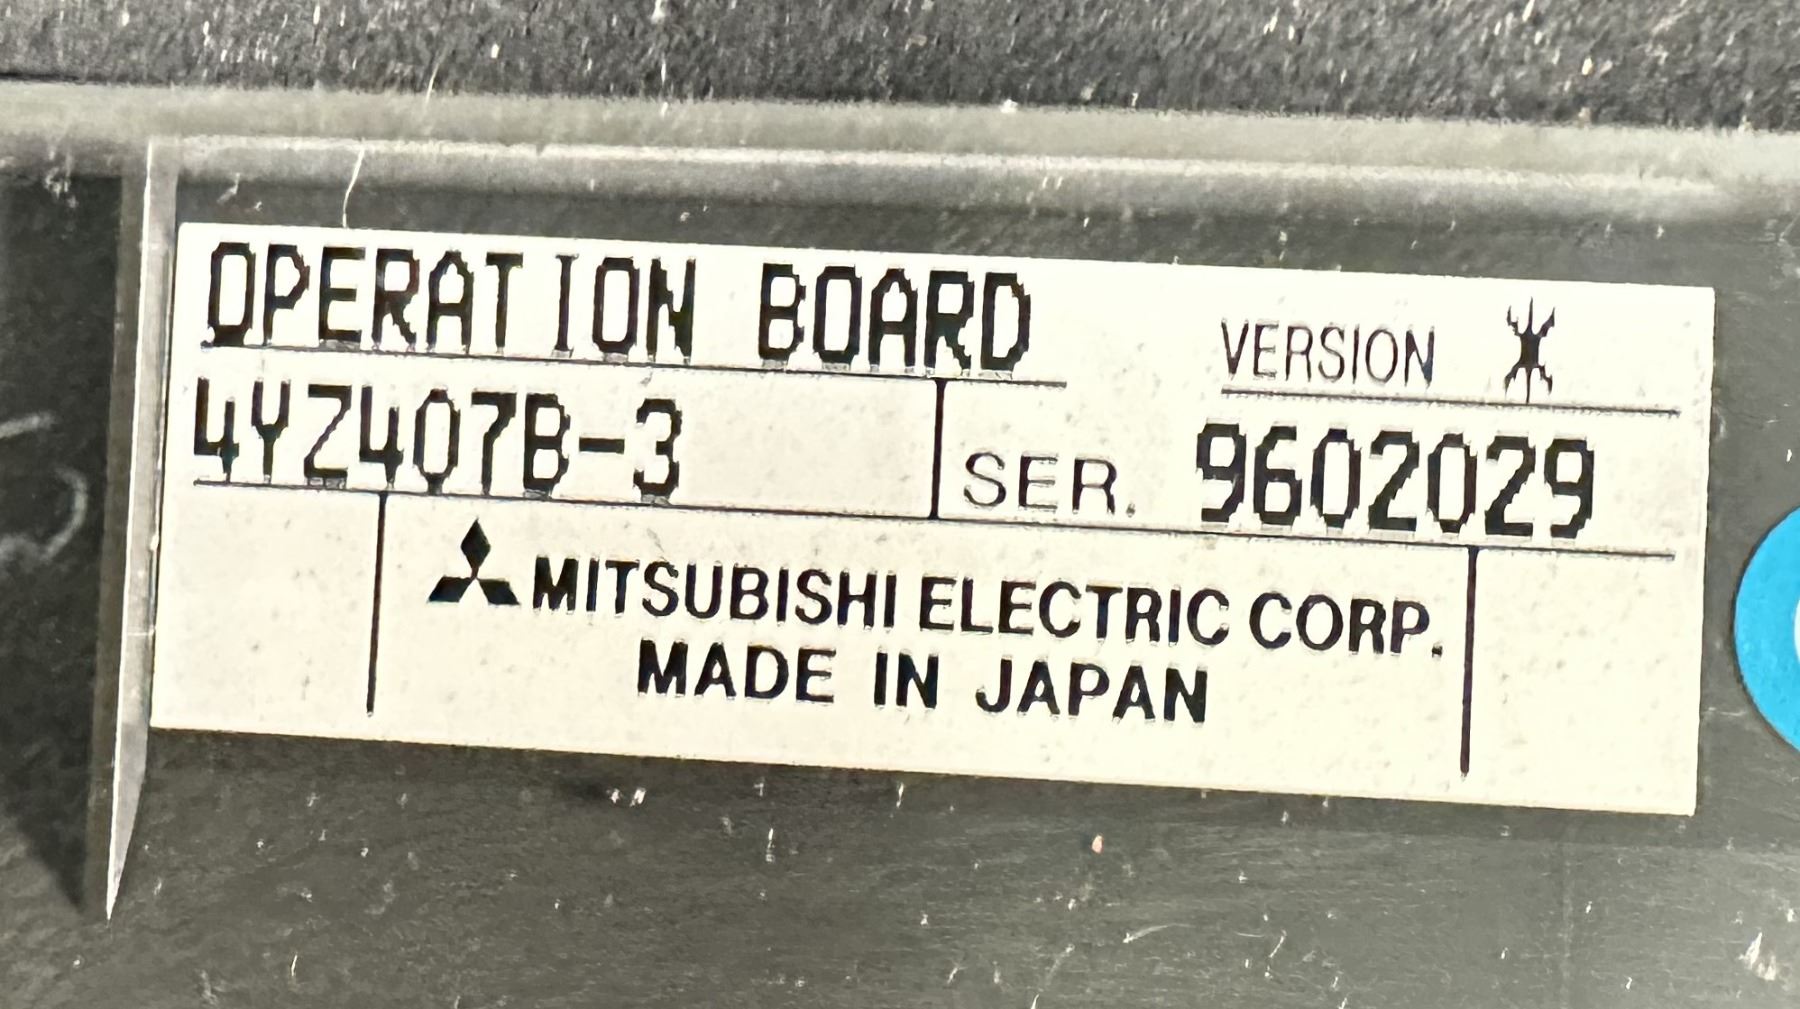 OPERATION BOARD
VERSION *
4YZ407B-3
SER. 9602029
MITSUBISHI ELECTRIC CORP.
MADE IN JAPAN